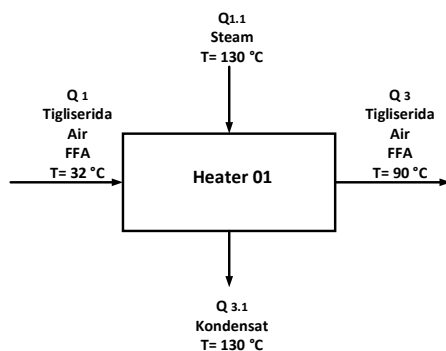 Q1.1
Steam
T= 130 °C
Q 1
Tigliserida
Air
FFA
T= 32 °C
Heater 01
Q 3
Tigliserida
Air
FFA
T= 90 °C
Q 3.1
Kondensat
T= 130 °C